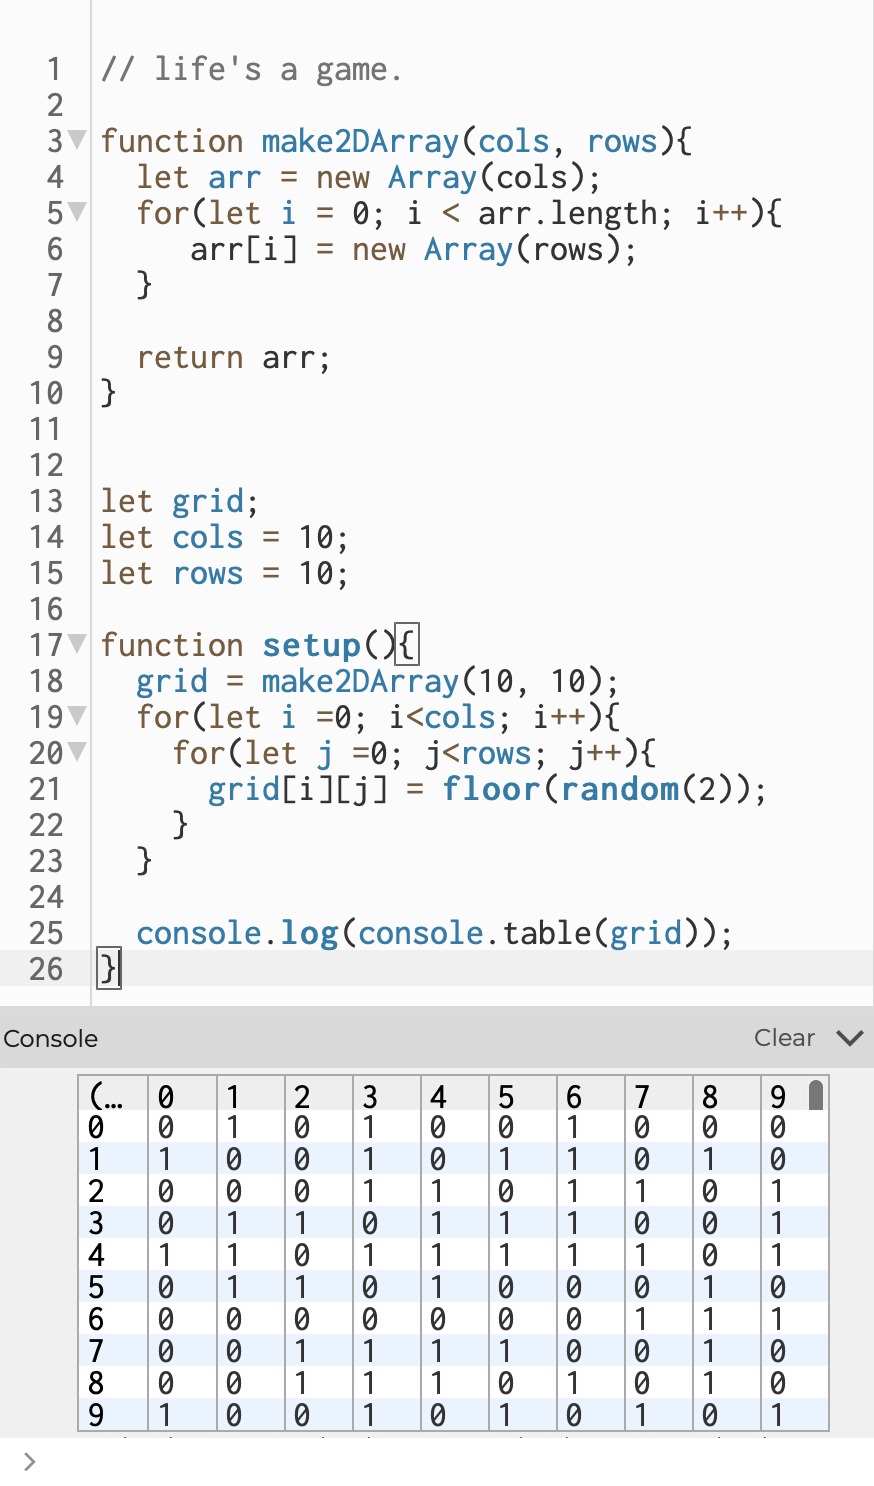 1 // life's a game.
2
3 function make2DArray(cols, rows){
4 let arr = new Array(cols);
5 for(let i = 0; i < arr.length; i++){
6 arr[i] = new Array(rows);
7 }
8
9 return arr;
10 }
11
12
13 let grid;
14 let cols = 10;
15 let rows = 10;
16
17 function setup(){
18 grid = make2DArray(10, 10);
19 for(let i =0; i<cols; i++){
20 for(let j =0; j<rows; j++){
21 grid[i][j] = floor(random(2));
22 }
23 }
24
25 console.log(console.table(grid));
26 }
Console Clear
(… 0 1 2 3 4 5 6 7 8 9
0 0 1 0 1 0 0 1 0 0 0
1 1 0 0 1 0 1 1 0 1 0
2 0 0 0 1 1 0 1 1 0 1
3 0 1 1 0 1 1 1 0 0 1
4 1 1 0 1 1 1 1 1 0 1
5 0 1 1 0 1 0 0 0 1 0
6 0 0 0 0 0 0 0 1 1 1
7 0 0 1 1 1 1 0 0 1 0
8 0 0 1 1 1 0 1 0 1 0
9 1 0 0 1 0 1 0 1 0 1
>